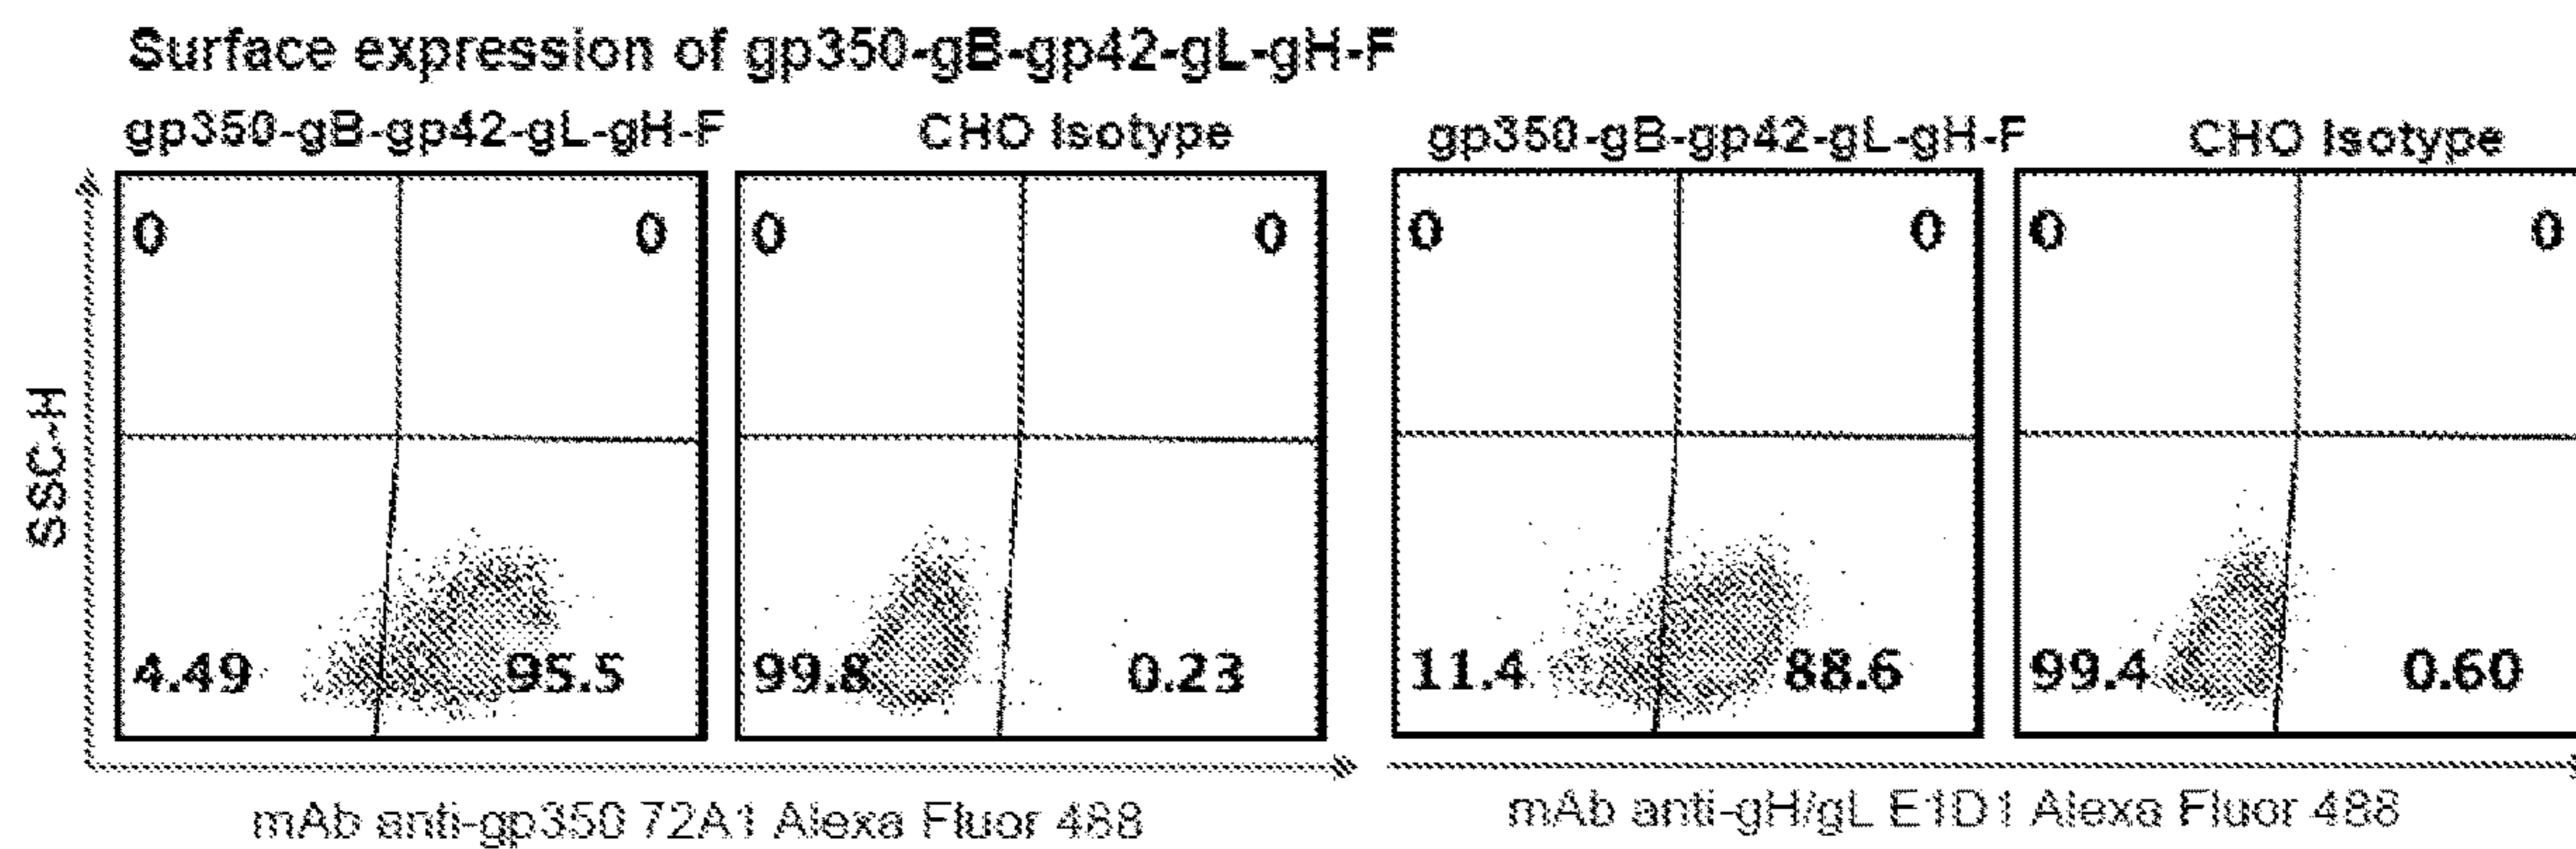 Surface expression of gp350-gB-gp42-gL-gH-F
gp350-gB-gp42-gL-gH-F CHO Isotype gp350-gB-gp42-gL-gH-F CHO Isotype
0 0 0 0 0 0 0 0
SSC-H
4.49 95.5 99.8 0.23 11.4 88.6 99.4 0.60
mAb anti-gp350 72A1 Alexa Fluor 488 mAb anti-gH/gL E1D1 Alexa Fluor 488